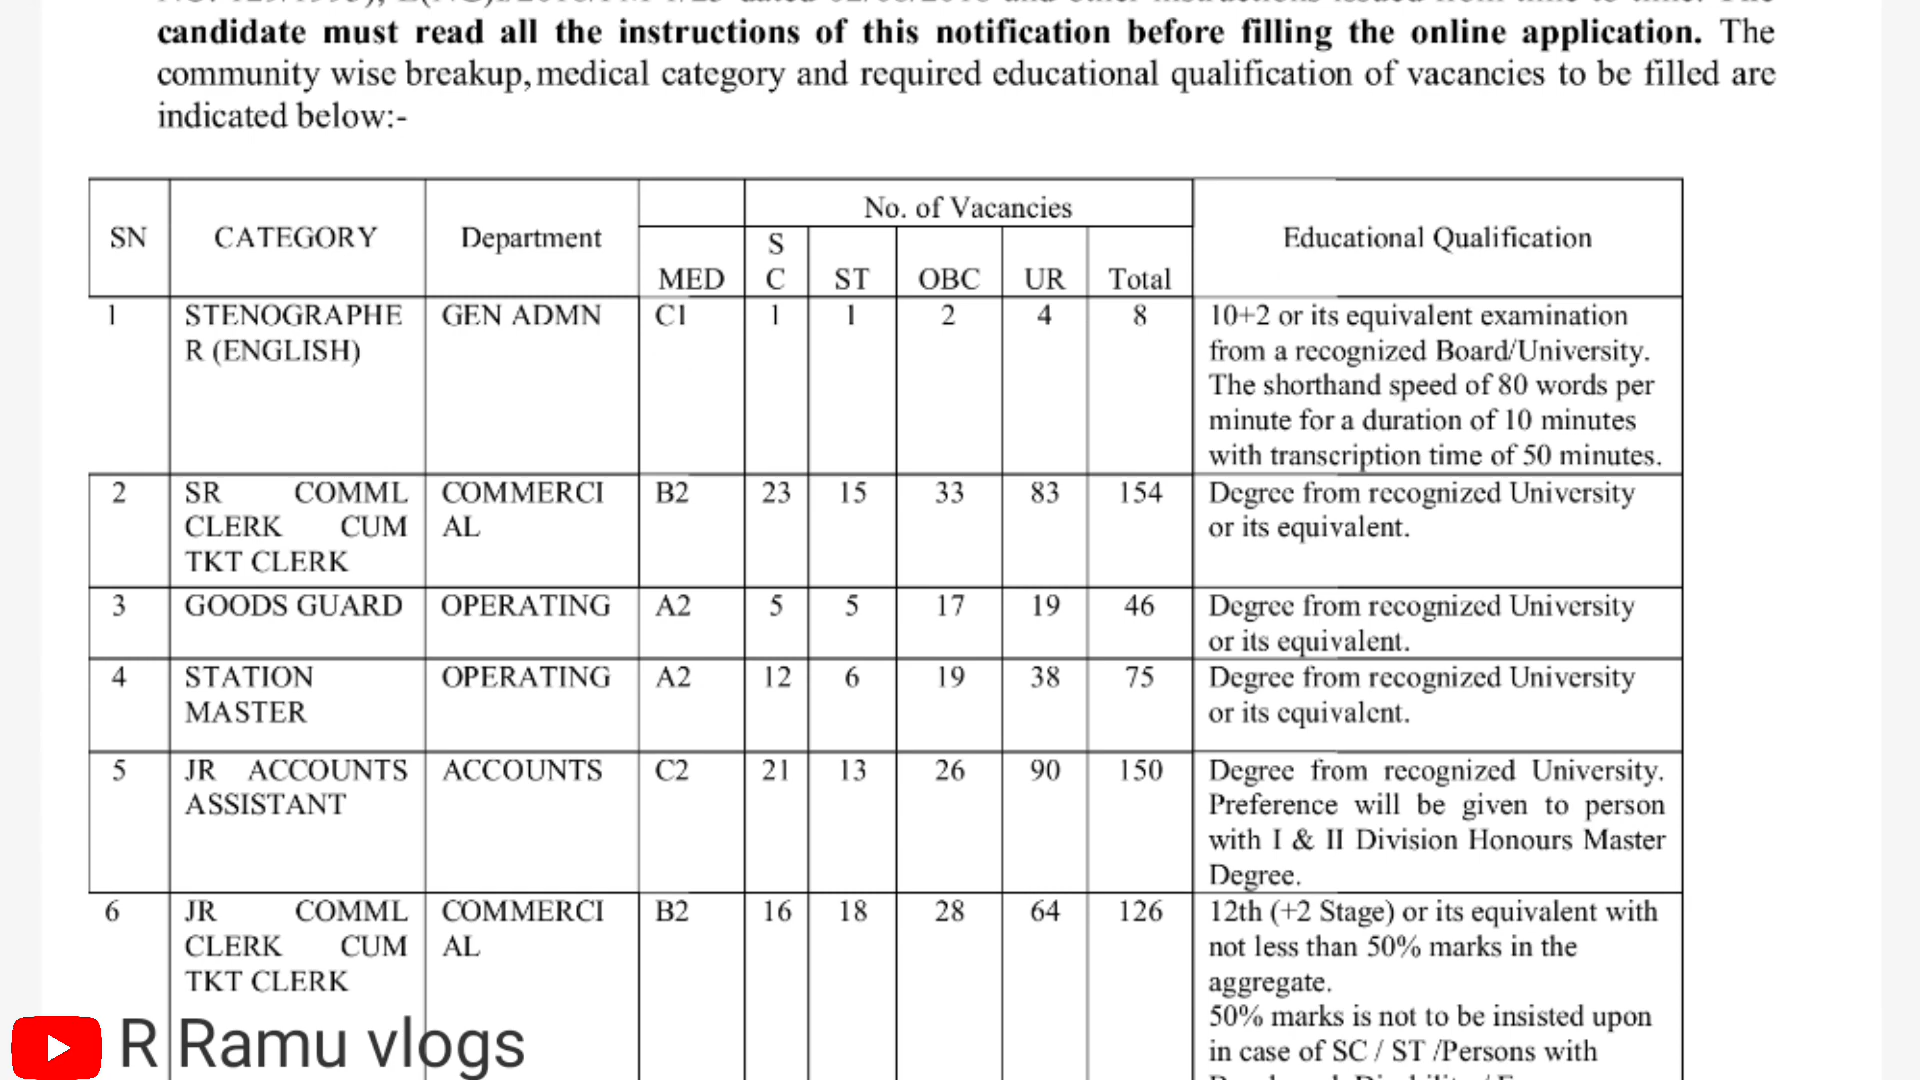 candidate must read all the instructions of this notification before filling the online application. The
community wise breakup, medical category and required educational qualification of vacancies to be filled are
indicated below:-
No. of Vacancies
SN CATEGORY Department MED S C ST OBC UR Total Educational Qualification
1 STENOGRAPHE GEN ADMN C1 1 1 2 4 8 10+2 or its equivalent examination
R (ENGLISH) from a recognized Board/University.
The shorthand speed of 80 words per
minute for a duration of 10 minutes
with transcription time of 50 minutes.
2 SR COMML COMMERCI B2 23 15 33 83 154 Degree from recognized University
CLERK CUM AL or its equivalent.
TKT CLERK
3 GOODS GUARD OPERATING A2 5 5 17 19 46 Degree from recognized University
or its equivalent.
4 STATION OPERATING A2 12 6 19 38 75 Degree from recognized University
MASTER or its equivalent.
5 JR ACCOUNTS ACCOUNTS C2 21 13 26 90 150 Degree from recognized University.
ASSISTANT Preference will be given to person
with I & II Division Honours Master
Degree.
6 JR COMML COMMERCI B2 16 18 28 64 126 12th (+2 Stage) or its equivalent with
CLERK CUM AL not less than 50% marks in the
TKT CLERK aggregate.
50% marks is not to be insisted upon
in case of SC / ST /Persons with
R Ramu vlogs